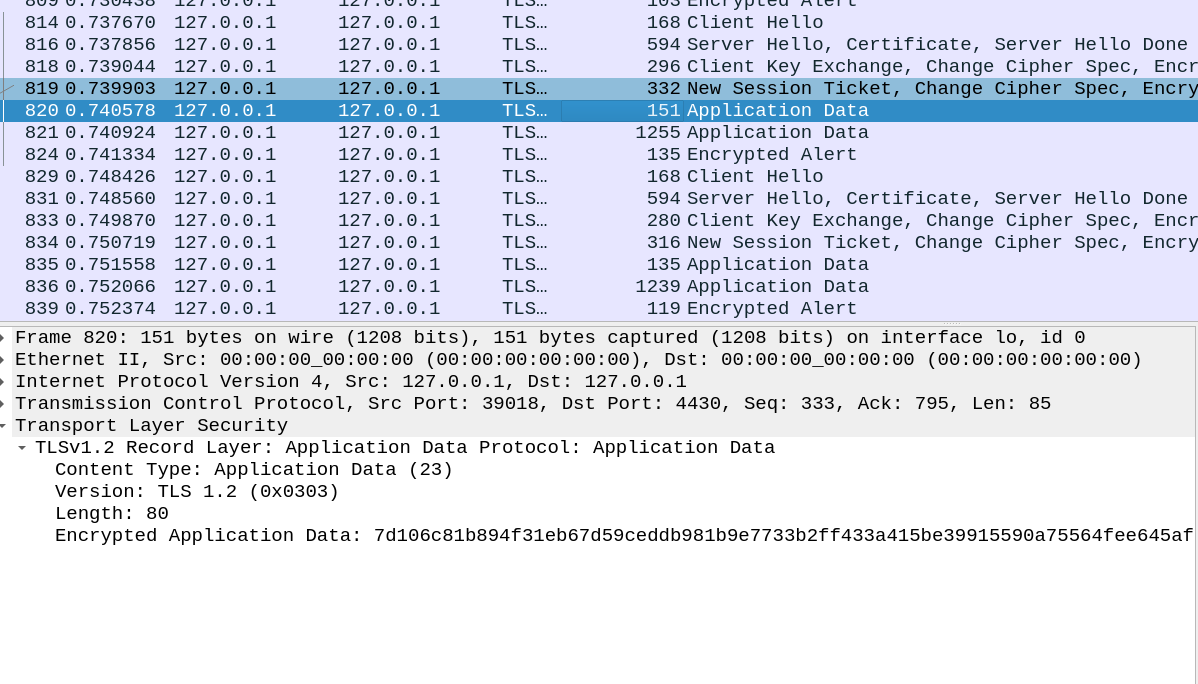 809 0.730438 127.0.0.1 127.0.0.1 TLS… 103 Encrypted Alert
814 0.737670 127.0.0.1 127.0.0.1 TLS… 168 Client Hello
816 0.737856 127.0.0.1 127.0.0.1 TLS… 594 Server Hello, Certificate, Server Hello Done
818 0.739044 127.0.0.1 127.0.0.1 TLS… 296 Client Key Exchange, Change Cipher Spec, Encr
819 0.739903 127.0.0.1 127.0.0.1 TLS… 332 New Session Ticket, Change Cipher Spec, Encry
820 0.740578 127.0.0.1 127.0.0.1 TLS… 151 Application Data
821 0.740924 127.0.0.1 127.0.0.1 TLS… 1255 Application Data
824 0.741334 127.0.0.1 127.0.0.1 TLS… 135 Encrypted Alert
829 0.748426 127.0.0.1 127.0.0.1 TLS… 168 Client Hello
831 0.748560 127.0.0.1 127.0.0.1 TLS… 594 Server Hello, Certificate, Server Hello Done
833 0.749870 127.0.0.1 127.0.0.1 TLS… 280 Client Key Exchange, Change Cipher Spec, Encr
834 0.750719 127.0.0.1 127.0.0.1 TLS… 316 New Session Ticket, Change Cipher Spec, Encry
835 0.751558 127.0.0.1 127.0.0.1 TLS… 135 Application Data
836 0.752066 127.0.0.1 127.0.0.1 TLS… 1239 Application Data
839 0.752374 127.0.0.1 127.0.0.1 TLS… 119 Encrypted Alert
Frame 820: 151 bytes on wire (1208 bits), 151 bytes captured (1208 bits) on interface lo, id 0
Ethernet II, Src: 00:00:00_00:00:00 (00:00:00:00:00:00), Dst: 00:00:00_00:00:00 (00:00:00:00:00:00)
Internet Protocol Version 4, Src: 127.0.0.1, Dst: 127.0.0.1
Transmission Control Protocol, Src Port: 39018, Dst Port: 4430, Seq: 333, Ack: 795, Len: 85
Transport Layer Security
TLSv1.2 Record Layer: Application Data Protocol: Application Data
Content Type: Application Data (23)
Version: TLS 1.2 (0x0303)
Length: 80
Encrypted Application Data: 7d106c81b894f31eb67d59ceddb981b9e7733b2ff433a415be39915590a75564fee645af